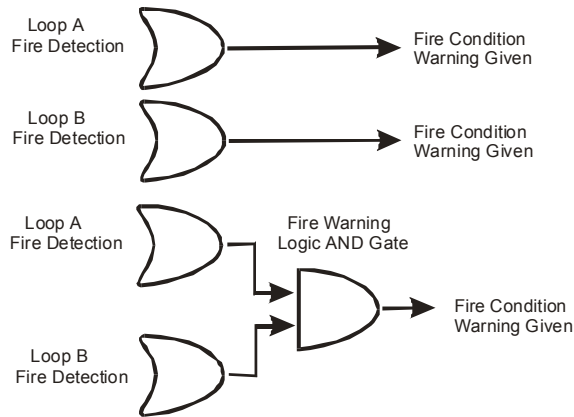 Loop A
Fire Detection
Fire Condition
Warning Given
Loop B
Fire Detection
Fire Condition
Warning Given
Loop A
Fire Detection
Fire Warning
Logic AND Gate
Fire Condition
Warning Given
Loop B
Fire Detection